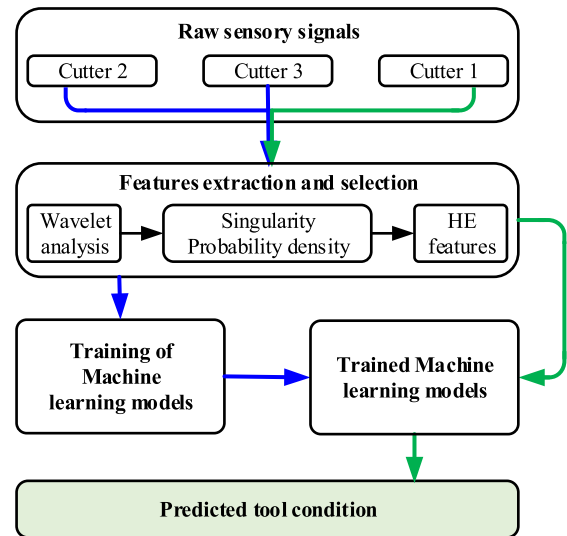 Raw sensory signals
Cutter 2
Cutter 3
Cutter 1
Features extraction and selection
Wavelet
analysis
Singularity
Probability density
HE
features
Training of
Machine
learning models
Trained Machine
learning models
Predicted tool condition